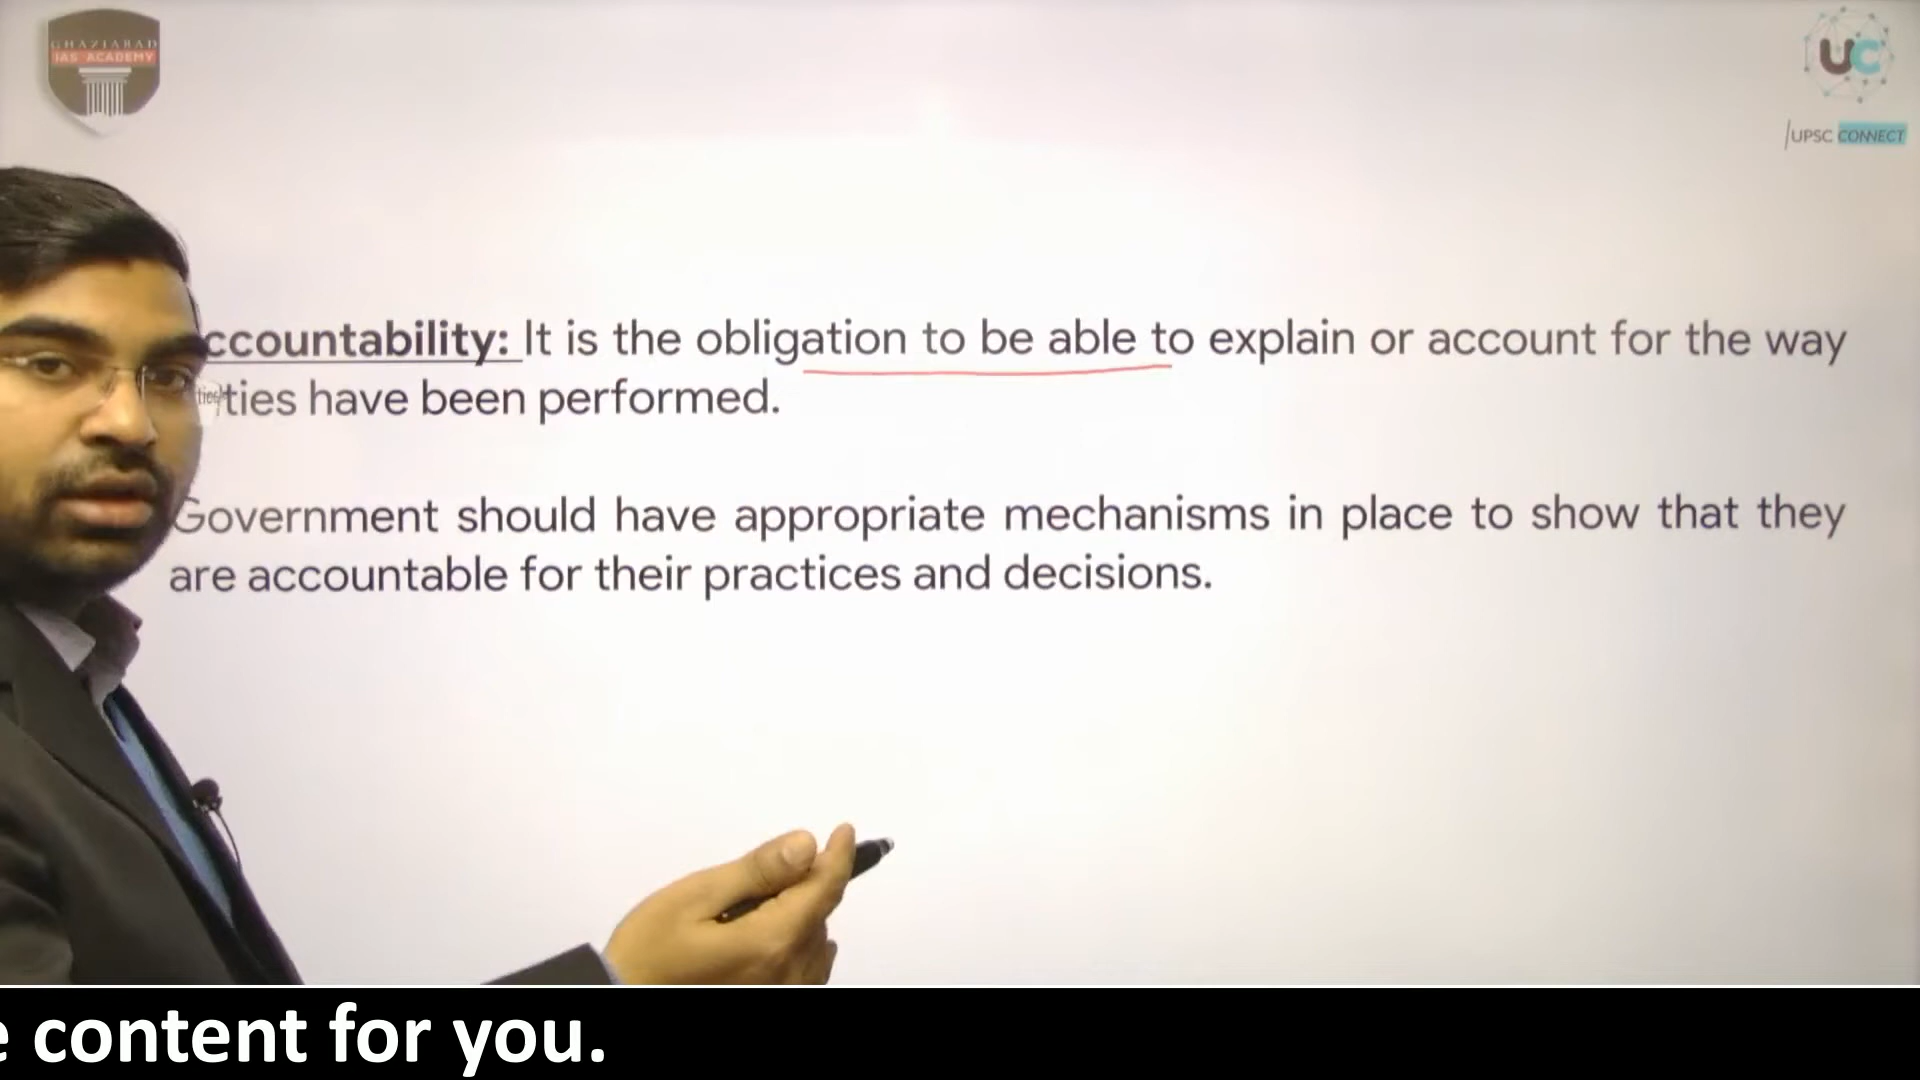 GHAZIABAD
IAS ACADEMY
UC
UPSC CONNECT
ccountability: It is the obligation to be able to explain or account for the way
ties have been performed.
Government should have appropriate mechanisms in place to show that they
are accountable for their practices and decisions.
content for you.